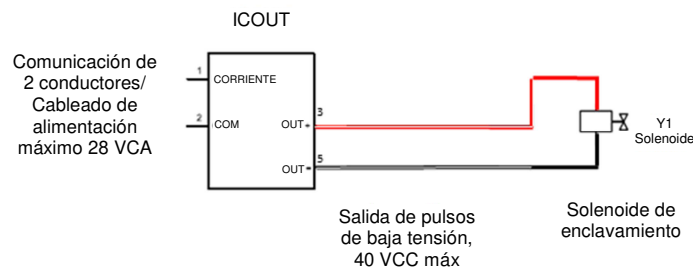 ICOUT
Comunicación de
2 conductores/
Cableado de
alimentación
máximo 28 VCA
1
CORRIENTE
2
COM
3
OUT+
5
OUT-
Y1
Solenoide
Salida de pulsos
de baja tensión,
40 VCC máx
Solenoide de
enclavamiento